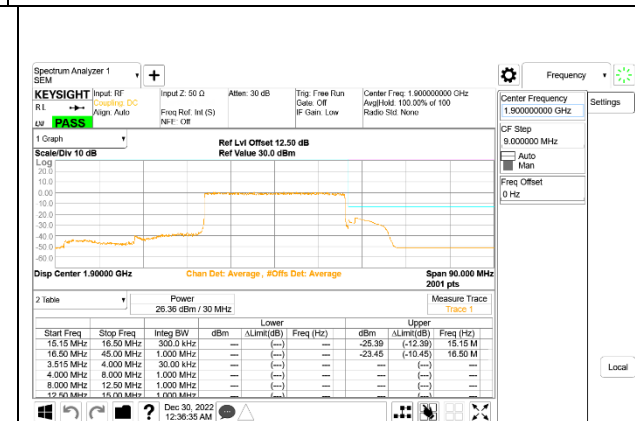 Spectrum Analyzer 1
SEM
+
Frequency
KEYSIGHT
Input: RF
Coupling: DC
Align: Auto
Input Z: 50 Ω
Freq Ref: Int (S)
NFE: Off
Atten: 30 dB
Trig: Free Run
Gate: Off
IF Gain: Low
Center Freq: 1.900000000 GHz
Avg|Hold: 100.00% of 100
Radio Std: None
RL
PASS
Center Frequency
1.900000000 GHz
Settings
CF Step
9.000000 MHz
Auto
Man
Freq Offset
0 Hz
1 Graph
Scale/Div 10 dB
Ref Lvl Offset 12.50 dB
Ref Value 30.0 dBm
Log
20.0
10.0
0.00
-10.0
-20.0
-30.0
-40.0
-50.0
-60.0
Disp Center 1.90000 GHz
Chan Det: Average, #Offs Det: Average
Span 90.000 MHz
2001 pts
2 Table
Power
26.36 dBm / 30 MHz
Measure Trace
Trace 1
Lower Upper
Start Freq Stop Freq Integ BW dBm ΔLimit(dB) Freq (Hz) dBm ΔLimit(dB) Freq (Hz)
15.15 MHz 16.50 MHz 300.0 kHz --- (---) --- -25.39 (-12.39) 15.15 M
16.50 MHz 45.00 MHz 1.000 MHz --- (---) --- -23.45 (-10.45) 16.50 M
3.515 MHz 4.000 MHz 30.00 kHz --- (---) --- --- (---) ---
4.000 MHz 8.000 MHz 1.000 MHz --- (---) --- --- (---) ---
8.000 MHz 12.50 MHz 1.000 MHz --- (---) --- --- (---) ---
12.50 MHz 15.00 MHz 1.000 MHz --- (---) --- --- (---) ---
Local
?
Dec 30, 2022
12:36:35 AM